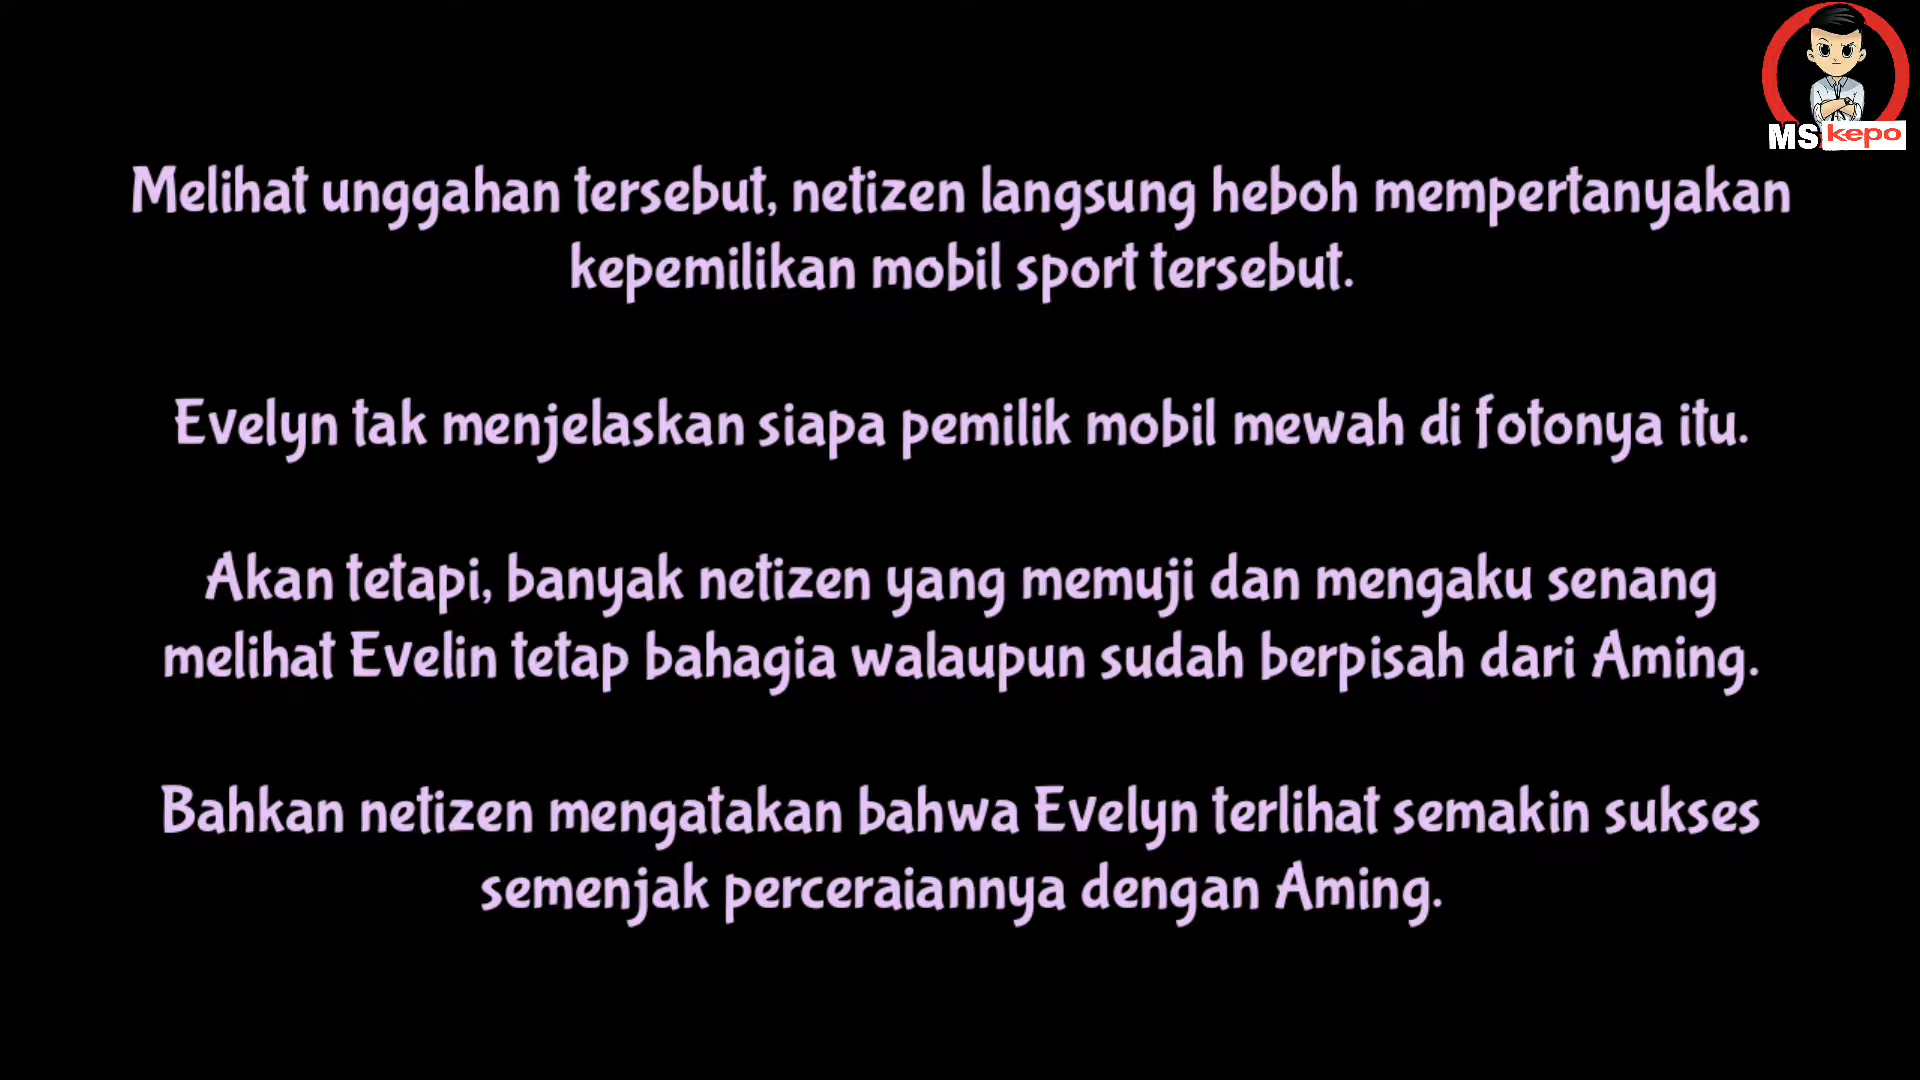 MS kepo
Melihat unggahan tersebut, netizen langsung heboh mempertanyakan
kepemilikan mobil sport tersebut.
Evelyn tak menjelaskan siapa pemilik mobil mewah di fotonya itu.
Akan tetapi, banyak netizen yang memuji dan mengaku senang
melihat Evelin tetap bahagia walaupun sudah berpisah dari Aming.
Bahkan netizen mengatakan bahwa Evelyn terlihat semakin sukses
semenjak perceraiannya dengan Aming.